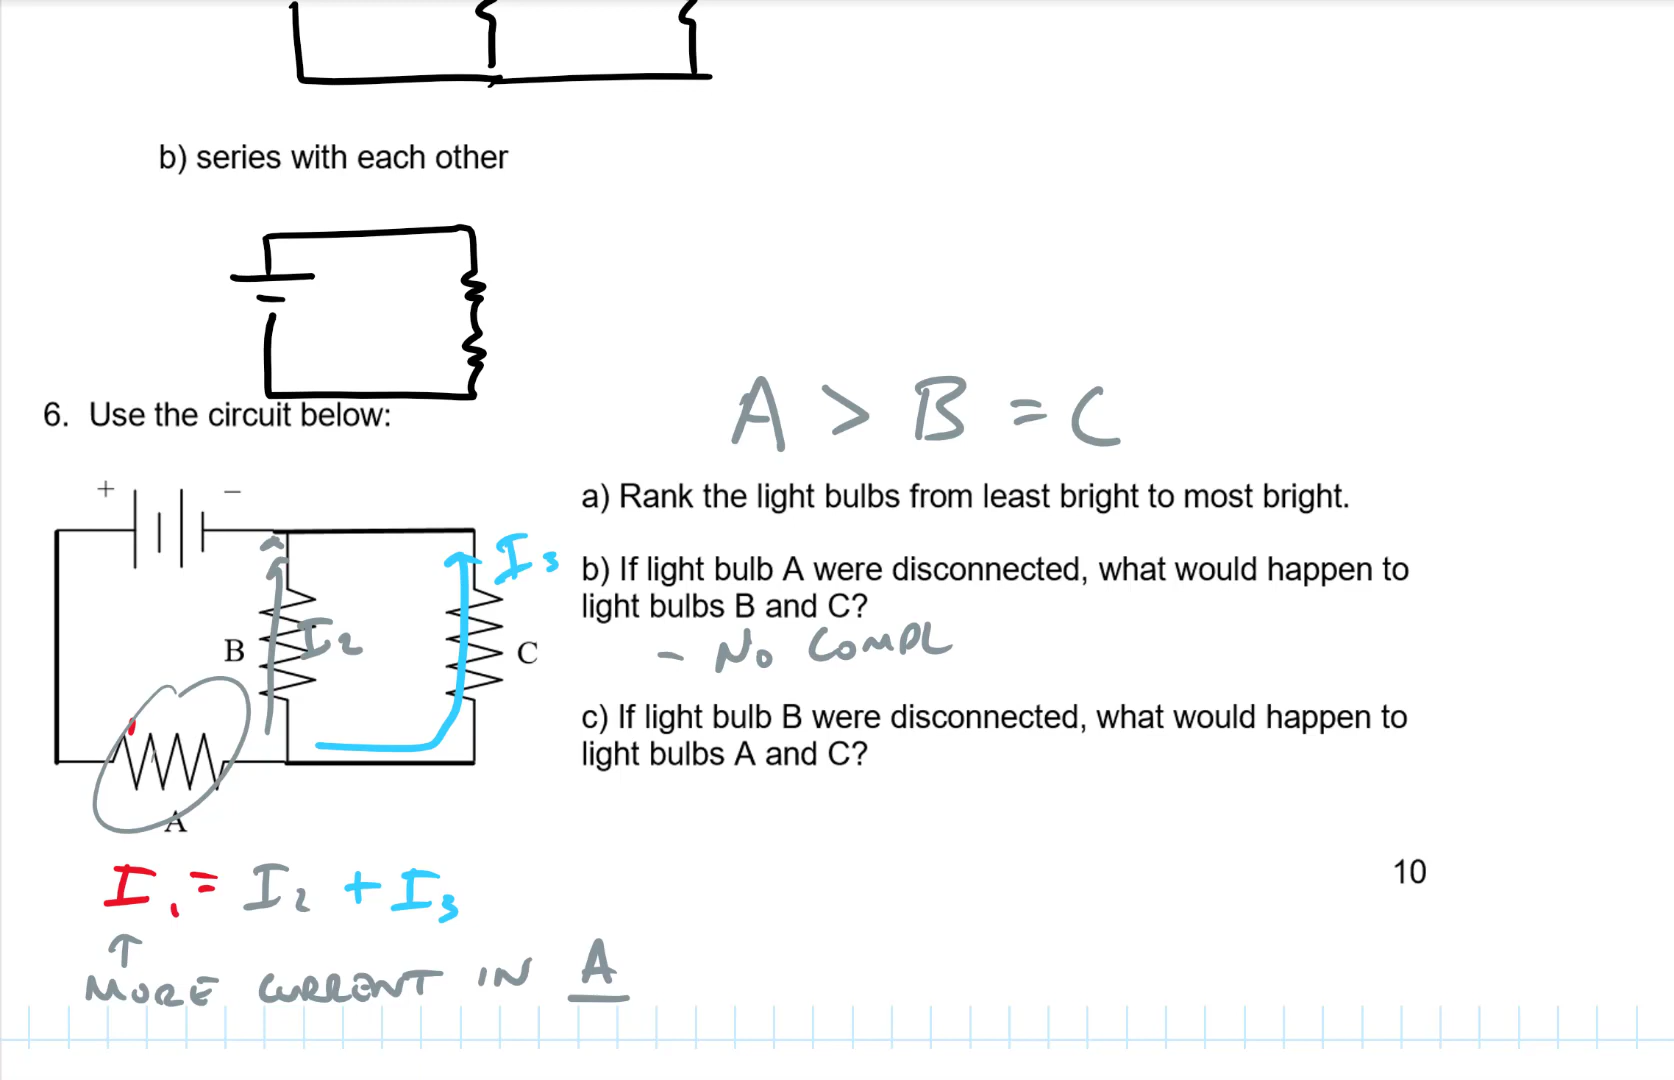 b) series with each other
A > B = C
6. Use the circuit below:
+ −
a) Rank the light bulbs from least bright to most bright.
I3
b) If light bulb A were disconnected, what would happen to
light bulbs B and C?
I2
B
C
- No COMPL
c) If light bulb B were disconnected, what would happen to
light bulbs A and C?
A
I1 = I2 + I3
10
↑
MORE CURRENT IN A